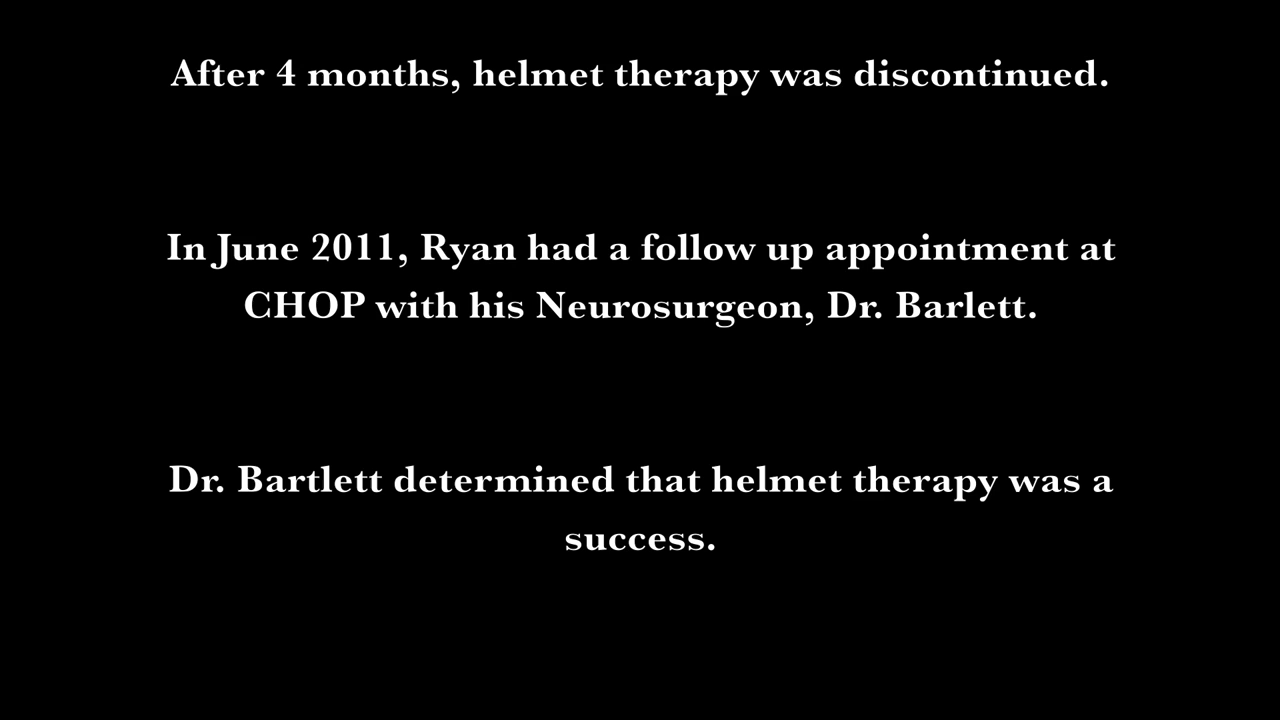 After 4 months, helmet therapy was discontinued.
In June 2011, Ryan had a follow up appointment at
CHOP with his Neurosurgeon, Dr. Barlett.
Dr. Bartlett determined that helmet therapy was a
success.